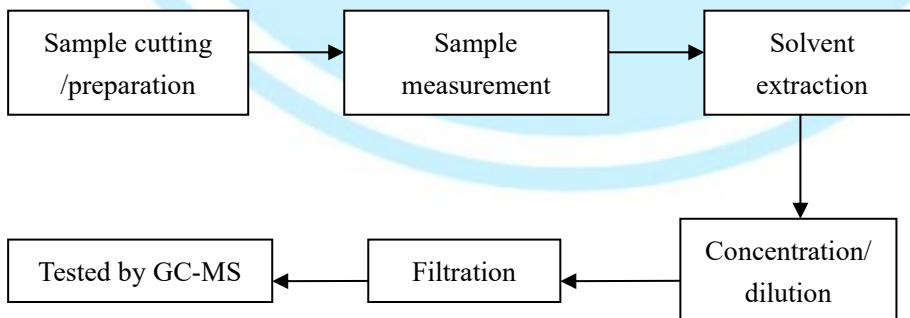 Sample cutting
/preparation
Sample
measurement
Solvent
extraction
Concentration/
dilution
Filtration
Tested by GC-MS